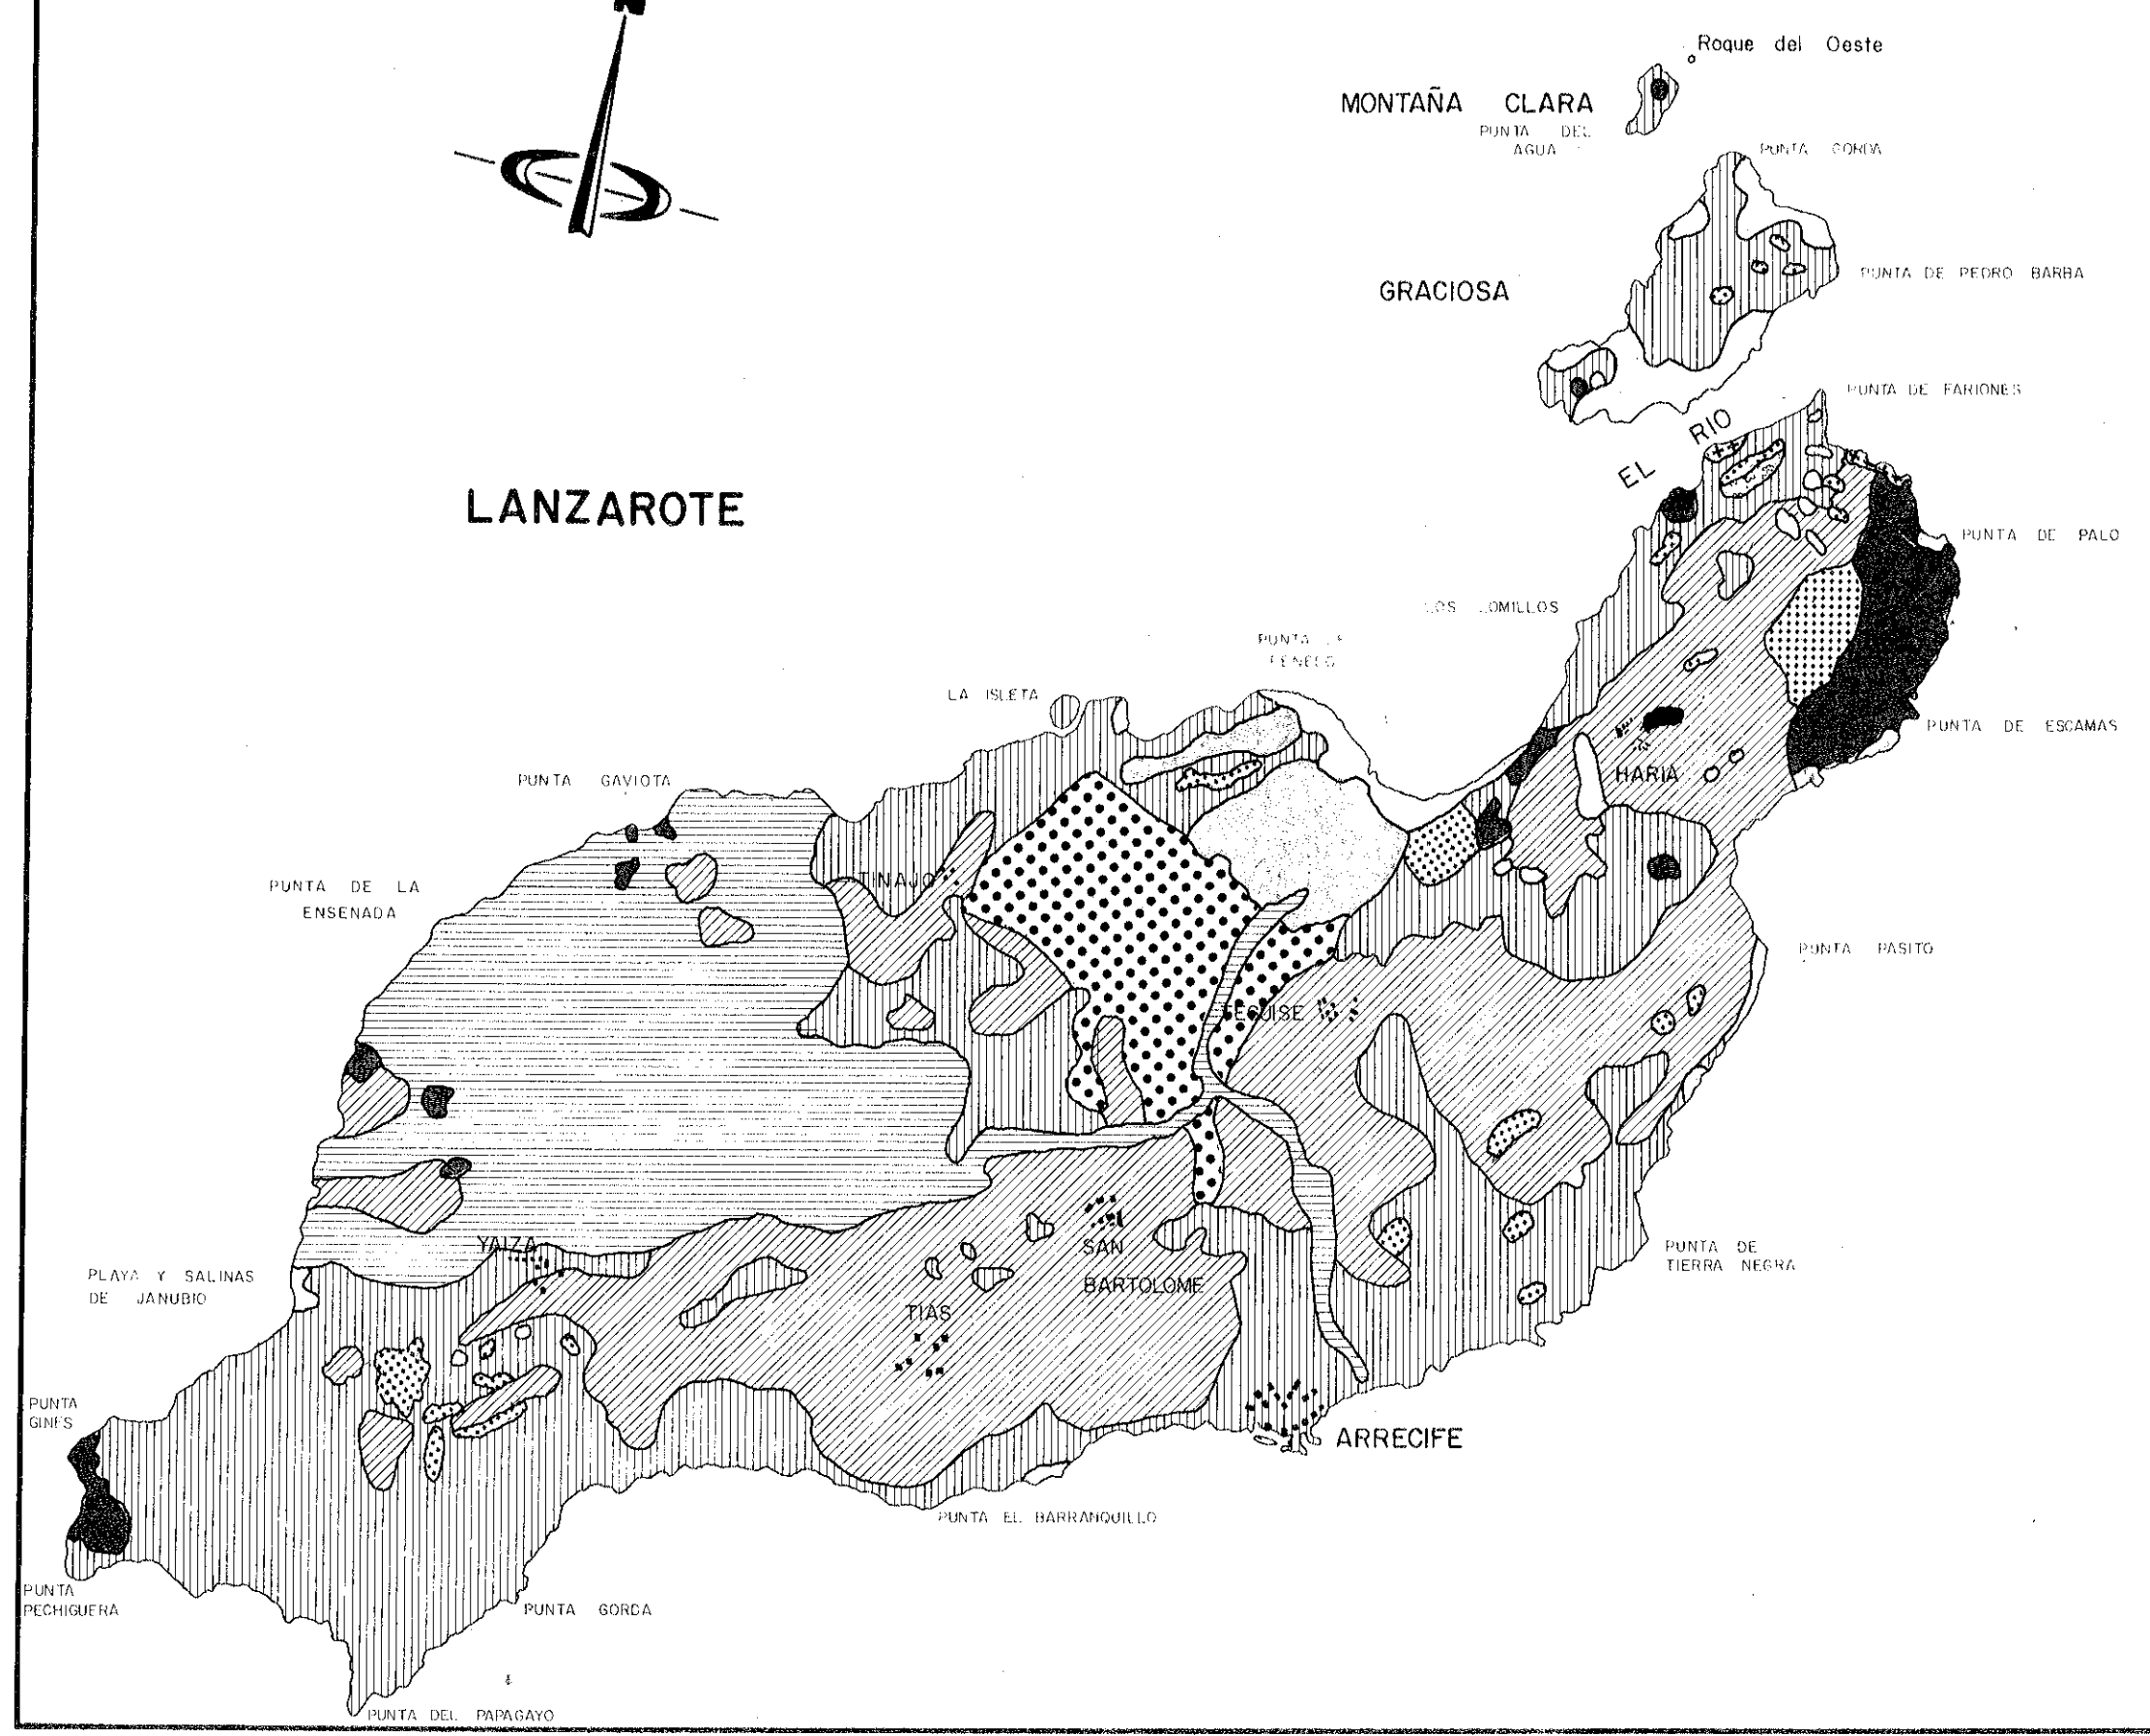 Roque del Oeste
MONTAÑA CLARA
PUNTA DEL
AGUA
PUNTA GORDA
PUNTA DE PEDRO BARBA
GRACIOSA
PUNTA DE FARIONES
EL RIO
LANZAROTE
PUNTA DE PALO
LOS LOMILLOS
PUNTA
LA ISLETA
PUNTA DE ESCAMAS
PUNTA GAVIOTA
HARIA
TINAJO
PUNTA DE LA
ENSENADA
PUNTA PASITO
TEGUISE
YAIZA
SAN
BARTOLOME
PUNTA DE
TIERRA NEGRA
PLAYA Y SALINAS
DE JANUBIO
TIAS
PUNTA
GINES
ARRECIFE
PUNTA EL BARRANQUILLO
PUNTA
PECHIGUERA
PUNTA GORDA
PUNTA DEL PAPAGAYO